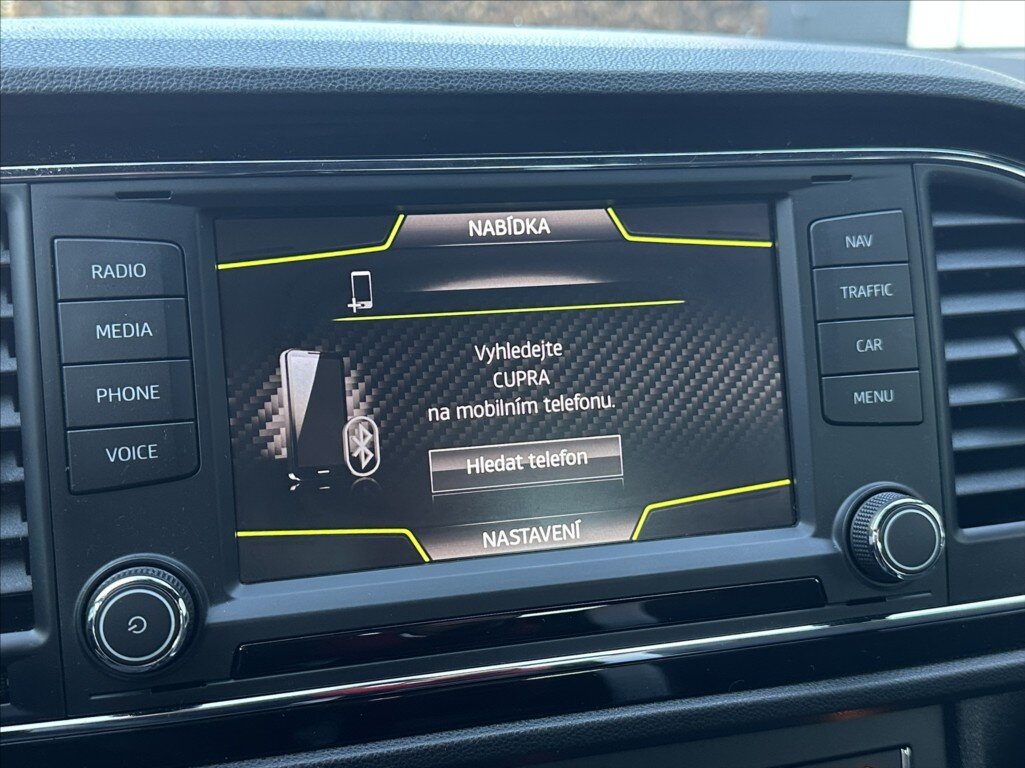 RADIO
MEDIA
PHONE
VOICE
NABÍDKA
Vyhledejte
CUPRA
na mobilním telefonu.
Hledat telefon
NASTAVENÍ
NAV
TRAFFIC
CAR
MENU